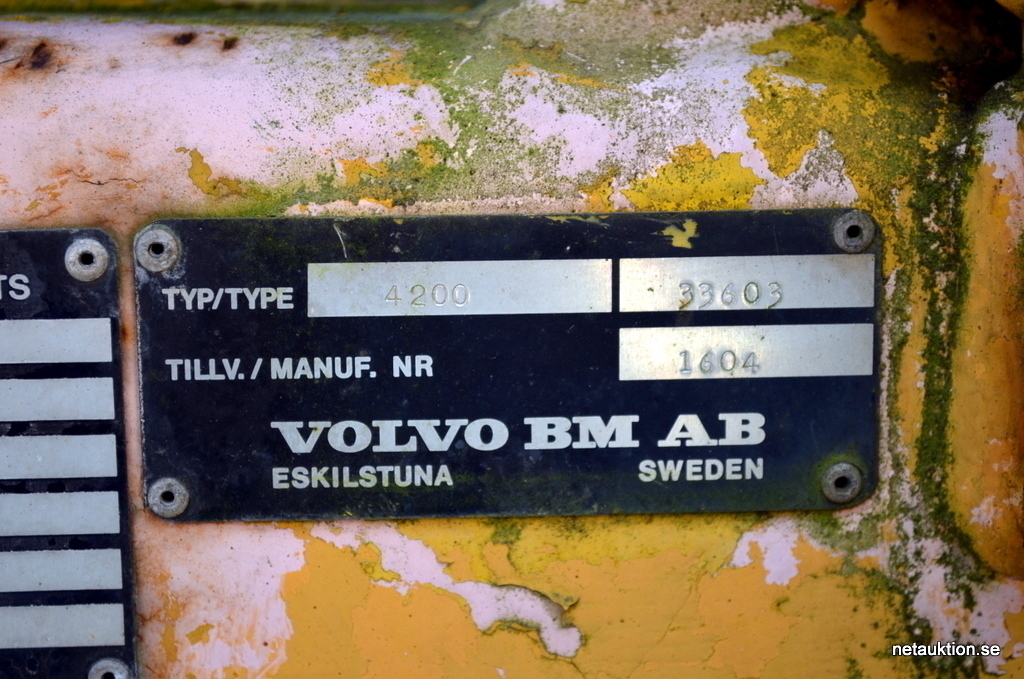 TS
TYP/TYPE 4200 33603
TILLV. / MANUF. NR 1604
VOLVO BM AB
ESKILSTUNA SWEDEN
netauktion.se